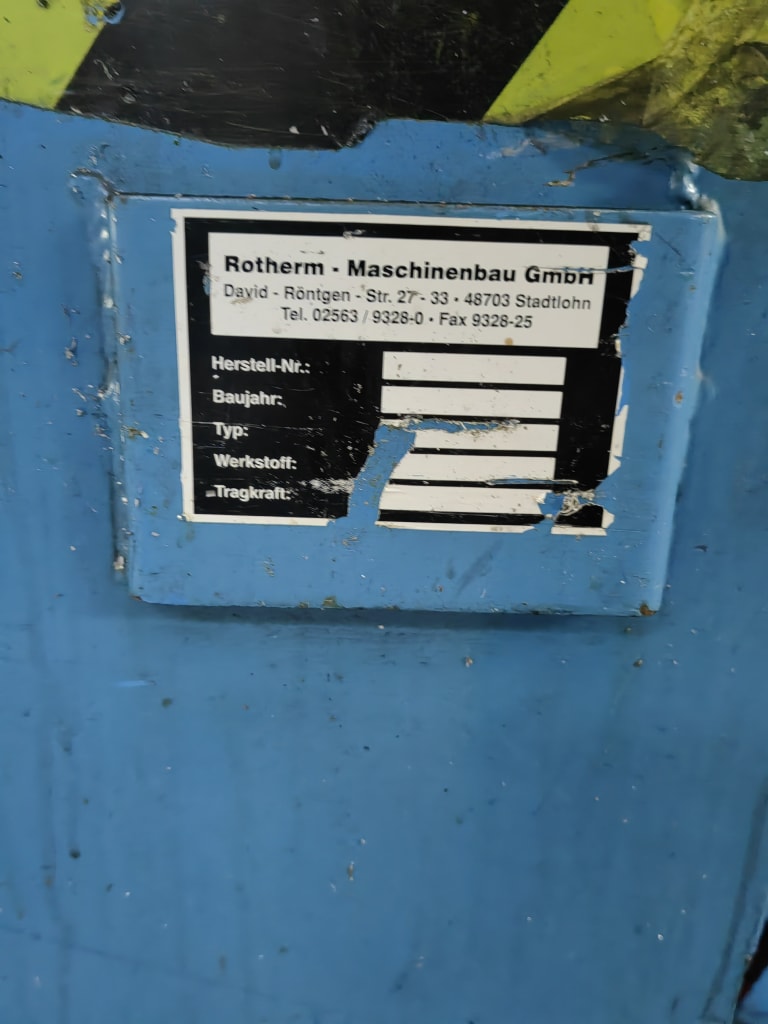 Rotherm - Maschinenbau GmbH
David - Röntgen - Str. 27 - 33 • 48703 Stadtlohn
Tel. 02563 / 9328-0 • Fax 9328-25
Herstell-Nr.:
Baujahr:
Typ:
Werkstoff:
Tragkraft: